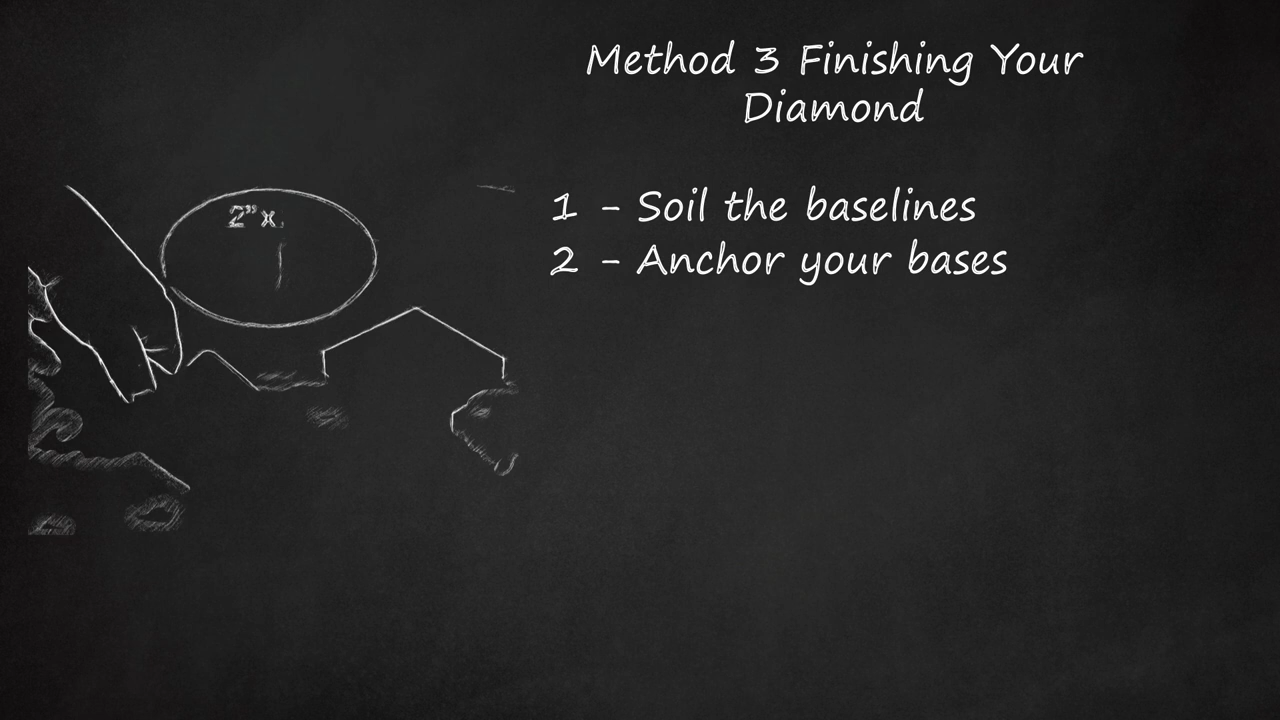 Method 3 Finishing Your
Diamond
1 - Soil the baselines
2 - Anchor your bases
2"x